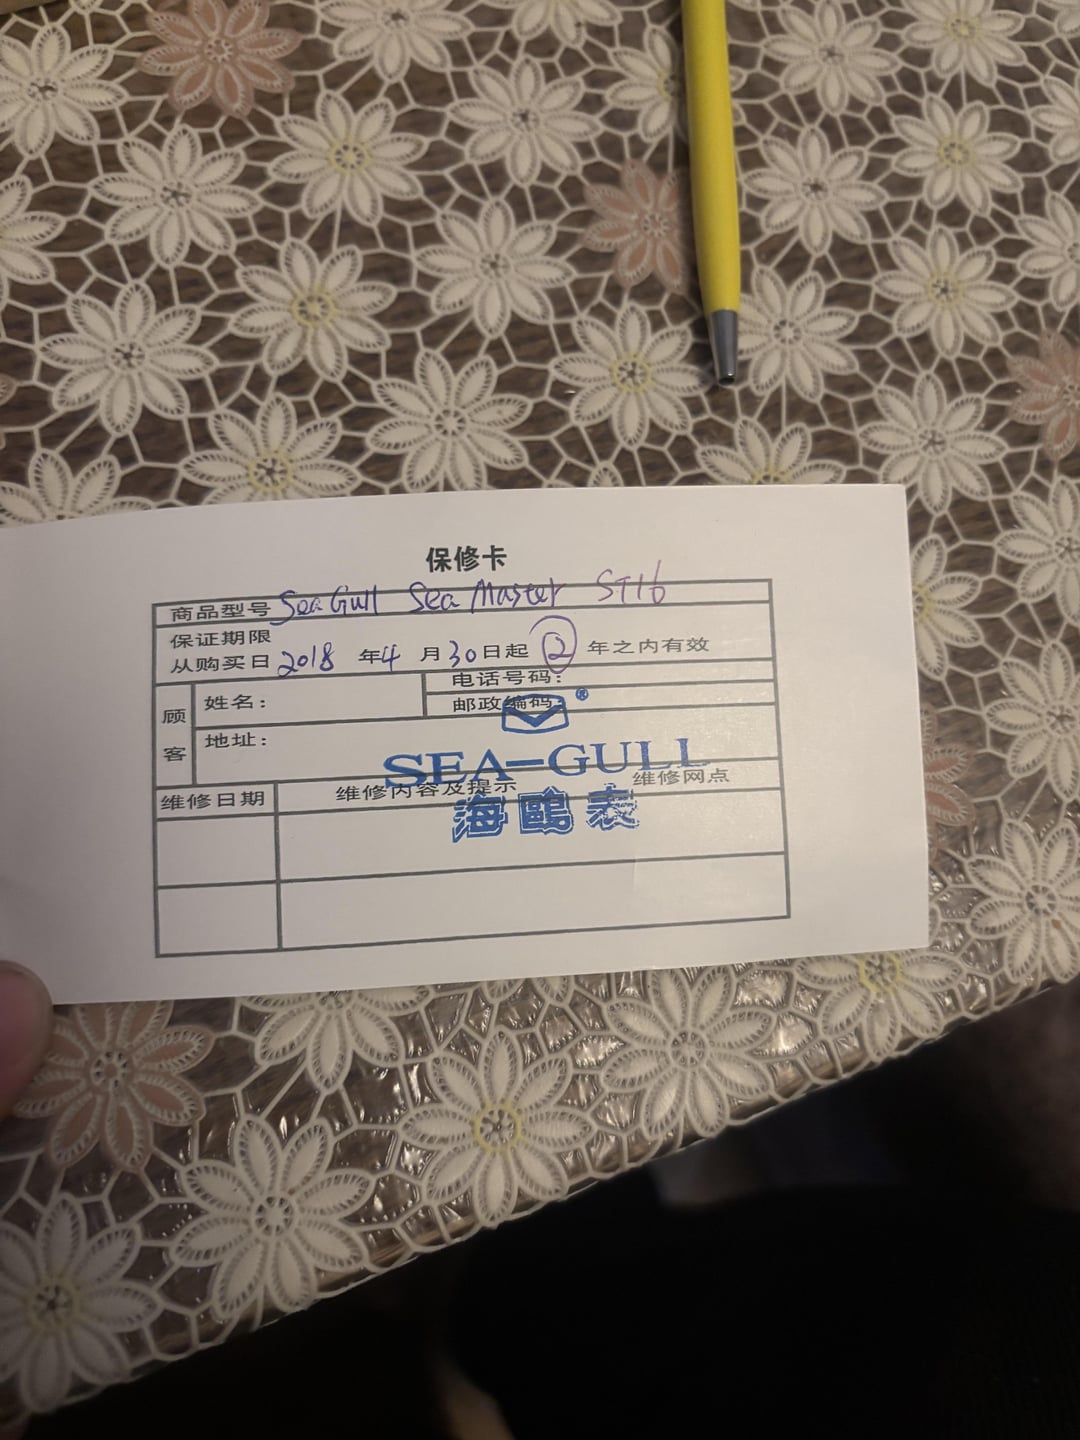 保修卡
商品型号 Sea Gull Sea Master ST16
保证期限
从购买日 2018 年 4 月 30 日起 2 年之内有效
顾客
姓名：
电话号码：
邮政编码：
地址：
®
SEA-GULL
海鷗表
维修日期 维修内容及提示 维修网点